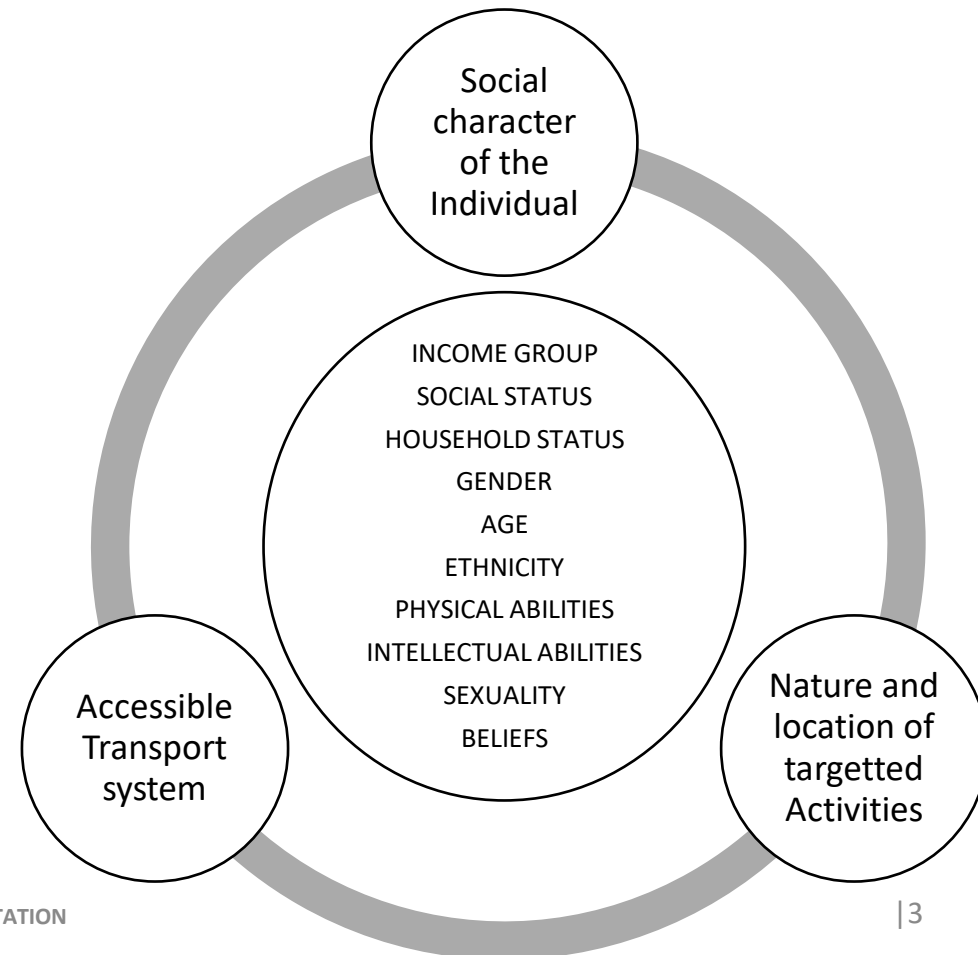 Social
character
of the
Individual
INCOME GROUP
SOCIAL STATUS
HOUSEHOLD STATUS
GENDER
AGE
ETHNICITY
PHYSICAL ABILITIES
INTELLECTUAL ABILITIES
SEXUALITY
BELIEFS
Accessible
Transport
system
Nature and
location of
targetted
Activities
|3